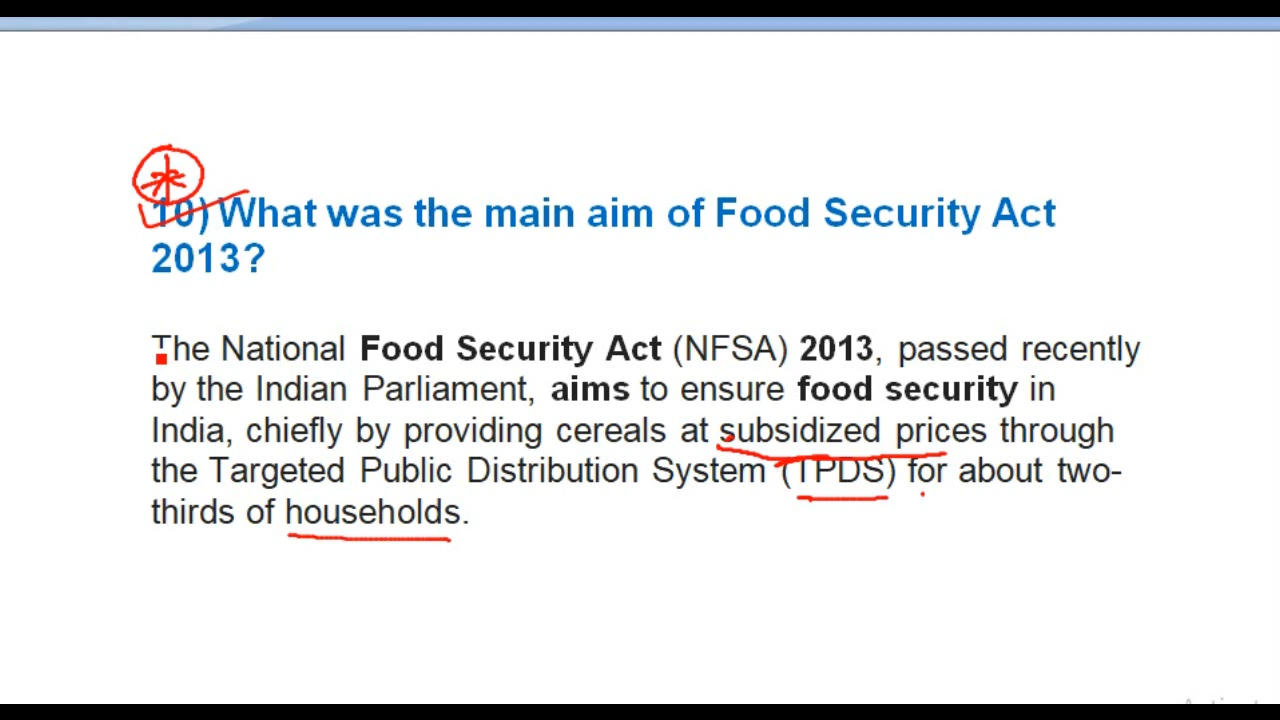 10) What was the main aim of Food Security Act
2013?
The National Food Security Act (NFSA) 2013, passed recently
by the Indian Parliament, aims to ensure food security in
India, chiefly by providing cereals at subsidized prices through
the Targeted Public Distribution System (TPDS) for about two-
thirds of households.